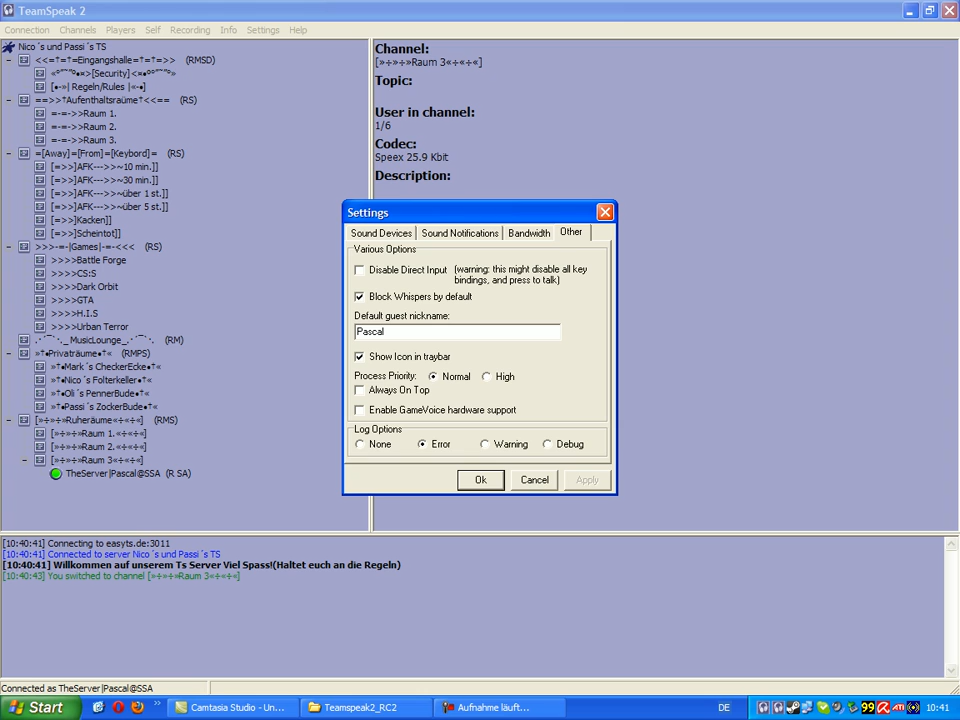 TeamSpeak 2
Connection Channels Players Self Recording Info Settings Help
Nico ´s und Passi ´s TS
<<=†=†=Eingangshalle=†=†=>> (RMSD)
«º°˜¨˜°•¤>[Security]<¤•°º°˜°»
[•-»| Regeln/Rules |«-•]
==>>†Aufenthaltsraüme†<<== (RS)
=-=->>Raum 1.
=-=->>Raum 2.
=-=->>Raum 3.
=[Away]=[From]=[Keybord]= (RS)
[=>>]AFK--->>~10 min.]]
[=>>]AFK--->>~30 min.]]
[=>>]AFK--->>~über 1 st.]]
[=>>]AFK--->>~über 5 st.]]
[=>>]Kacken]]
[=>>]Scheintot]]
>>>-=-|Games|-=-<<< (RS)
>>>>Battle Forge
>>>>CS:S
>>>>Dark Orbit
>>>>GTA
>>>>H.I.S
>>>>Urban Terror
.·´¯`·._ MusicLounge_.·´¯`·. (RM)
»†•Privaträume•†« (RMPS)
»†•Mark´s CheckerEcke•†«
»†•Nico´s Folterkeller•†«
»†•Oli´s PennerBude•†«
»†•Passi´s ZockerBude•†«
[»÷»÷»Ruheräume«÷«÷«] (RMS)
[»÷»÷»Raum 1.«÷«÷«]
[»÷»÷»Raum 2.«÷«÷«]
[»÷»÷»Raum 3«÷«÷«]
TheServer|Pascal@SSA (R SA)
Channel:
[»÷»÷»Raum 3«÷«÷«]
Topic:
User in channel:
1/6
Codec:
Speex 25.9 Kbit
Description:
Settings
Sound Devices Sound Notifications Bandwidth Other
Various Options
Disable Direct Input (warning: this might disable all key
bindings, and press to talk)
Block Whispers by default
Default guest nickname:
Pascal
Show Icon in traybar
Process Priority: Normal High
Always On Top
Enable GameVoice hardware support
Log Options
None Error Warning Debug
Ok Cancel Apply
[10:40:41] Connecting to easyts.de:3011
[10:40:41] Connected to server Nico´s und Passi´s TS
[10:40:41] Willkommen auf unserem Ts Server Viel Spass!(Haltet euch an die Regeln)
[10:40:43] You switched to channel [»÷»÷»Raum 3«÷«÷«]
Connected as TheServer|Pascal@SSA
Start Camtasia Studio - Un... Teamspeak2_RC2 Aufnahme läuft... DE 99 ATI 10:41